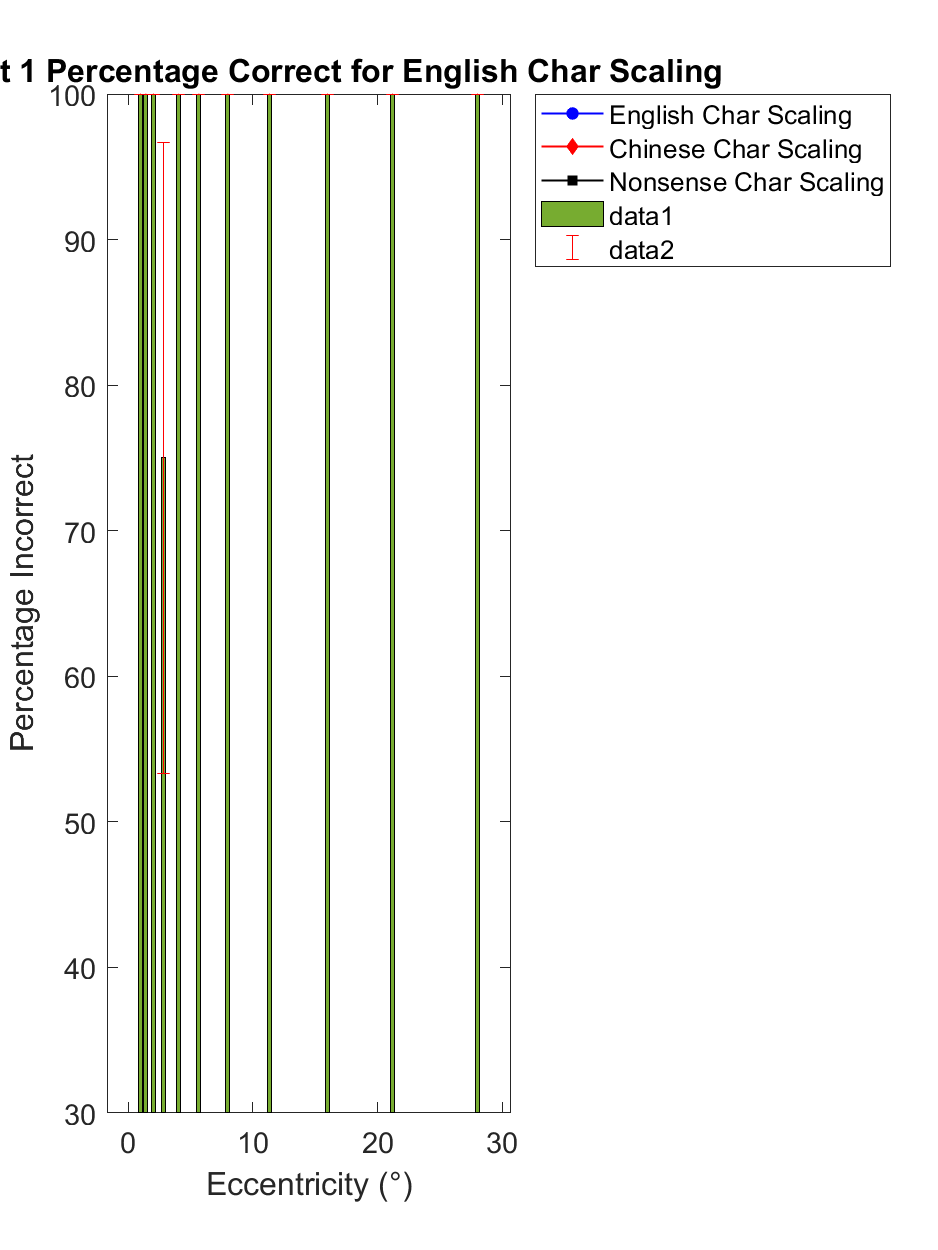 t 1 Percentage Correct for English Char Scaling
100
90
80
70
60
50
40
30
Percentage Incorrect
0 10 20 30
Eccentricity (°)
English Char Scaling
Chinese Char Scaling
Nonsense Char Scaling
data1
data2